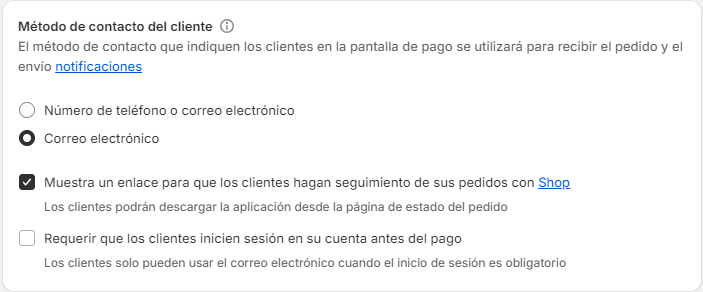 Método de contacto del cliente
El método de contacto que indiquen los clientes en la pantalla de pago se utilizará para recibir el pedido y el
envío notificaciones
Número de teléfono o correo electrónico
Correo electrónico
Muestra un enlace para que los clientes hagan seguimiento de sus pedidos con Shop
Los clientes podrán descargar la aplicación desde la página de estado del pedido
Requerir que los clientes inicien sesión en su cuenta antes del pago
Los clientes solo pueden usar el correo electrónico cuando el inicio de sesión es obligatorio